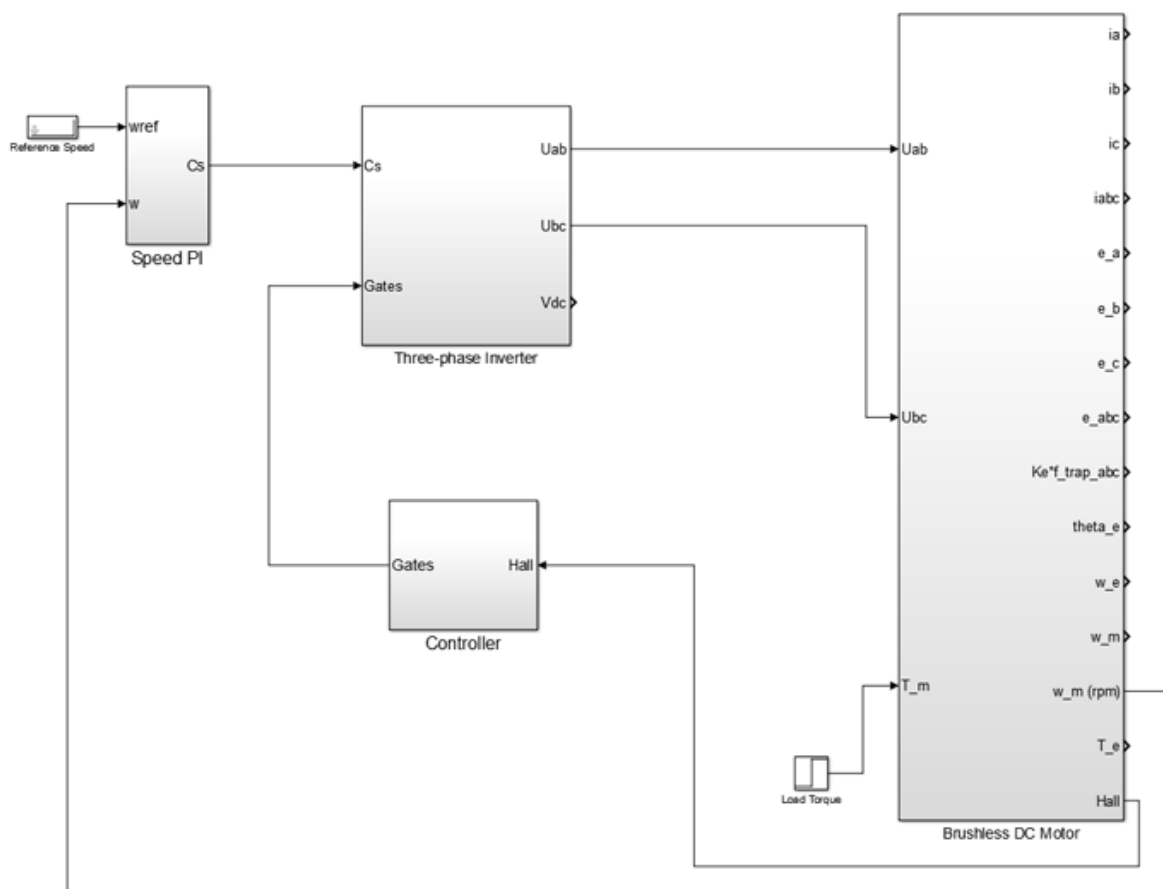 wref
Reference Speed
Cs
w
Speed PI
Cs
Gates
Uab
Ubc
Vdc
Three-phase Inverter
Gates
Hall
Controller
Load Torque
Uab
Ubc
T_m
ia
ib
ic
iabc
e_a
e_b
e_c
e_abc
Ke*f_trap_abc
theta_e
w_e
w_m
w_m (rpm)
T_e
Hall
Brushless DC Motor